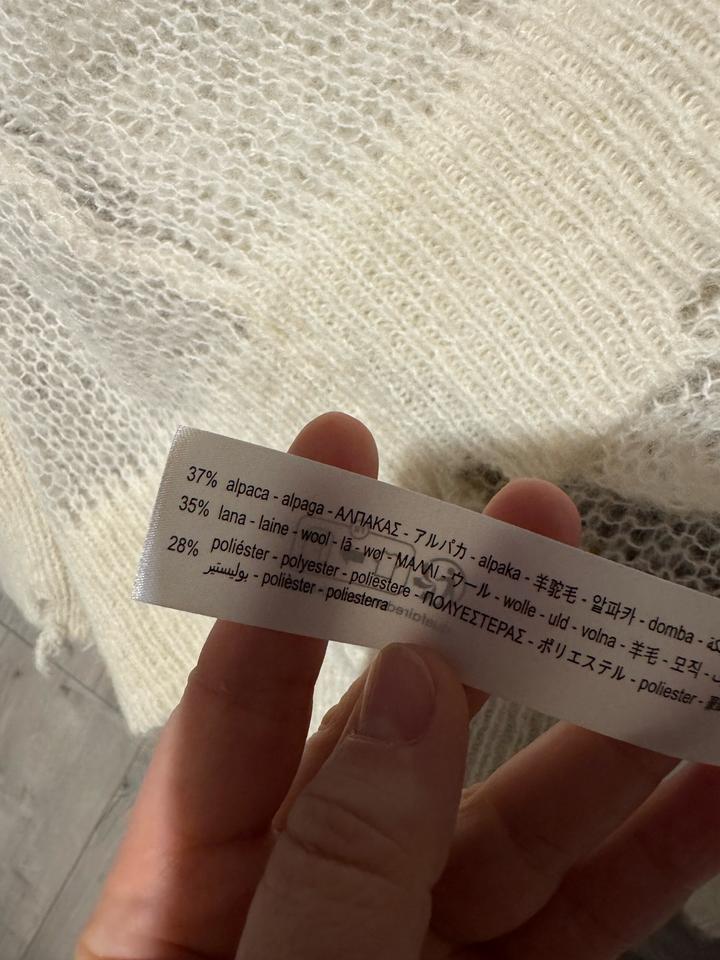 37% alpaca - alpaga - ΑΛΠΑΚΑΣ - アルパカ - alpaka - 羊驼毛 - 알파카 - domba -
35% lana - laine - wool - lã - wol - ΜΑΛΛΙ - ウール - wolle - uld - volna - 羊毛 - 모직 -
28% poliéster - polyester - poliestere - ΠΟΛΥΕΣΤΕΡΑΣ - ポリエステル - poliester -
بوليستير - polièster - poliesterra